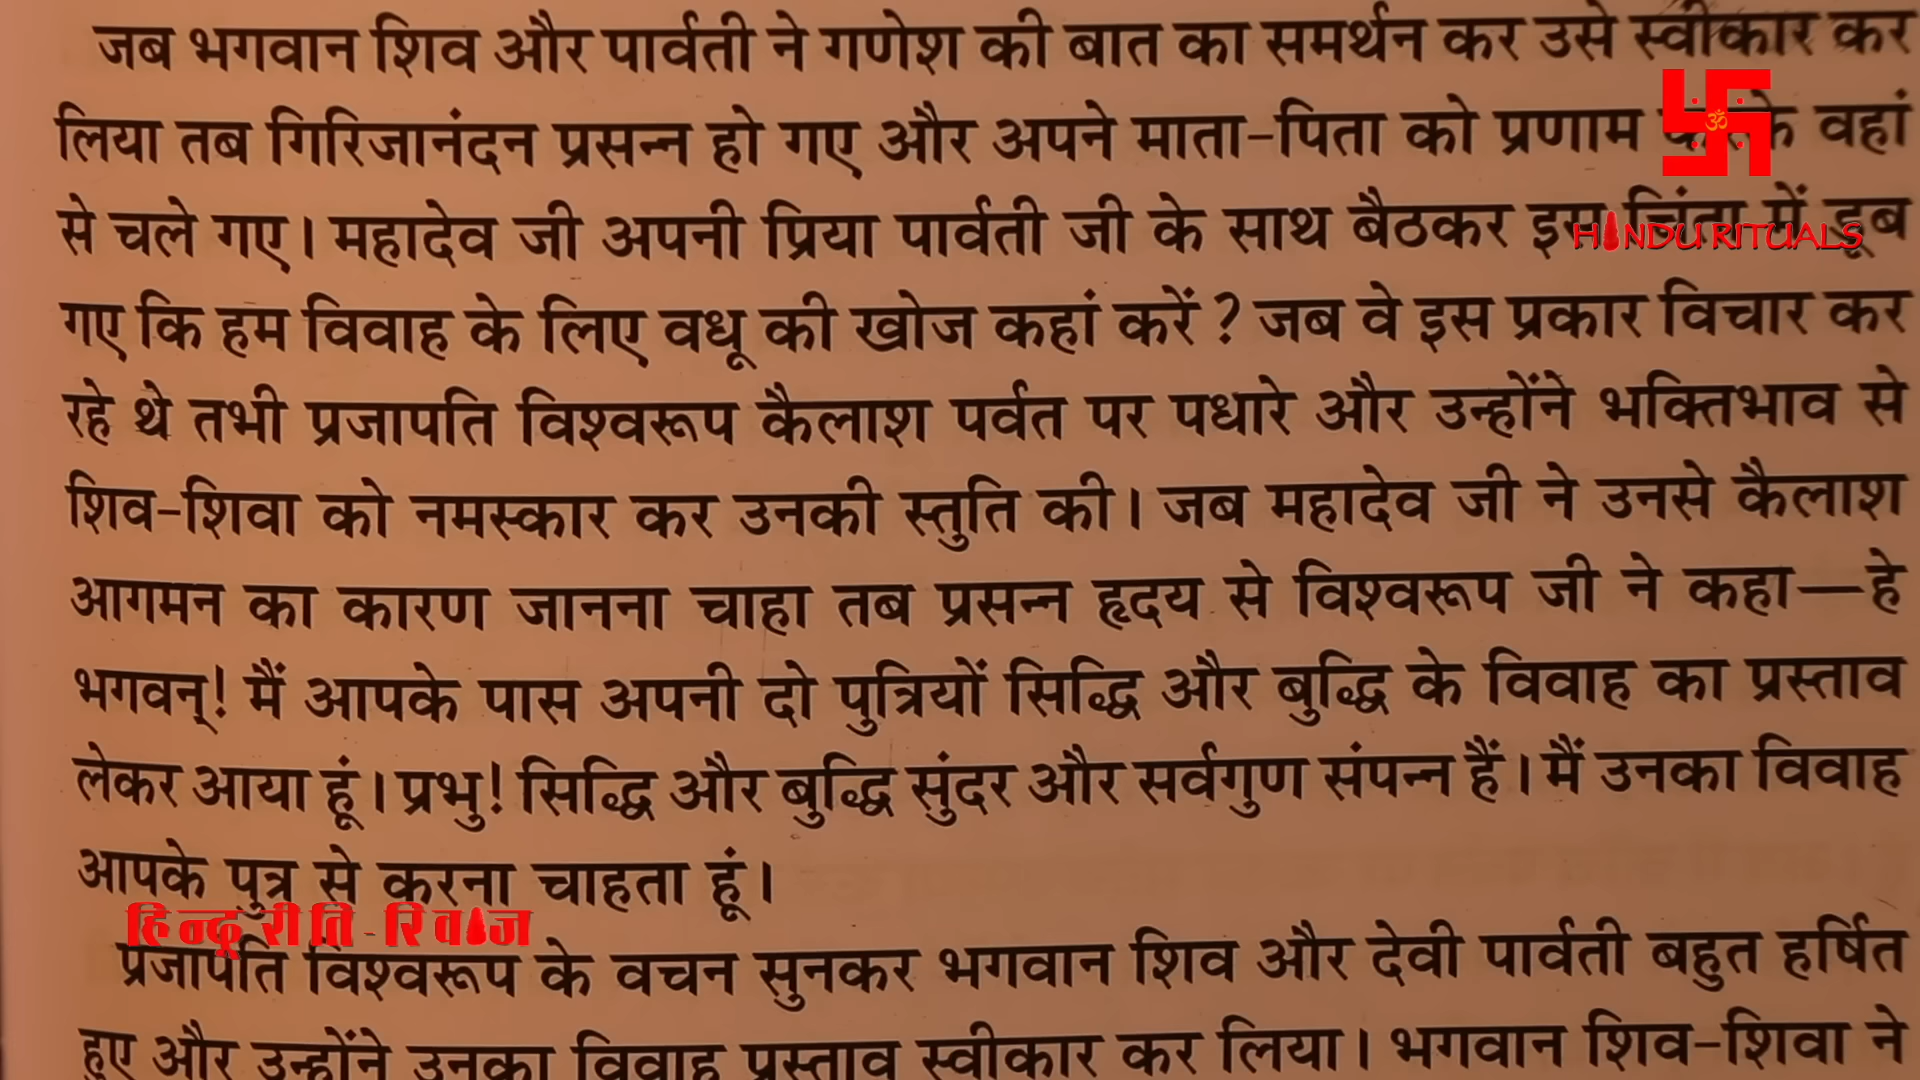 जब भगवान शिव और पार्वती ने गणेश की बात का समर्थन कर उसे स्वीकार कर
लिया तब गिरिजानंदन प्रसन्न हो गए और अपने माता-पिता को प्रणाम वहां
ॐ
से चले गए। महादेव जी अपनी प्रिया पार्वती जी के साथ बैठकर इस चिंता में डूब
HINDU RITUALS
गए कि हम विवाह के लिए वधू की खोज कहां करें ? जब वे इस प्रकार विचार कर
रहे थे तभी प्रजापति विश्वरूप कैलाश पर्वत पर पधारे और उन्होंने भक्तिभाव से
शिव-शिवा को नमस्कार कर उनकी स्तुति की। जब महादेव जी ने उनसे कैलाश
आगमन का कारण जानना चाहा तब प्रसन्न हृदय से विश्वरूप जी ने कहा—हे
भगवन्! मैं आपके पास अपनी दो पुत्रियों सिद्धि और बुद्धि के विवाह का प्रस्ताव
लेकर आया हूं। प्रभु! सिद्धि और बुद्धि सुंदर और सर्वगुण संपन्न हैं। मैं उनका विवाह
आपके पुत्र से करना चाहता हूं।
हिन्दू रीति-रिवाज
प्रजापति विश्वरूप के वचन सुनकर भगवान शिव और देवी पार्वती बहुत हर्षित
हुए और उन्होंने उनका विवाह प्रस्ताव स्वीकार कर लिया। भगवान शिव-शिवा ने